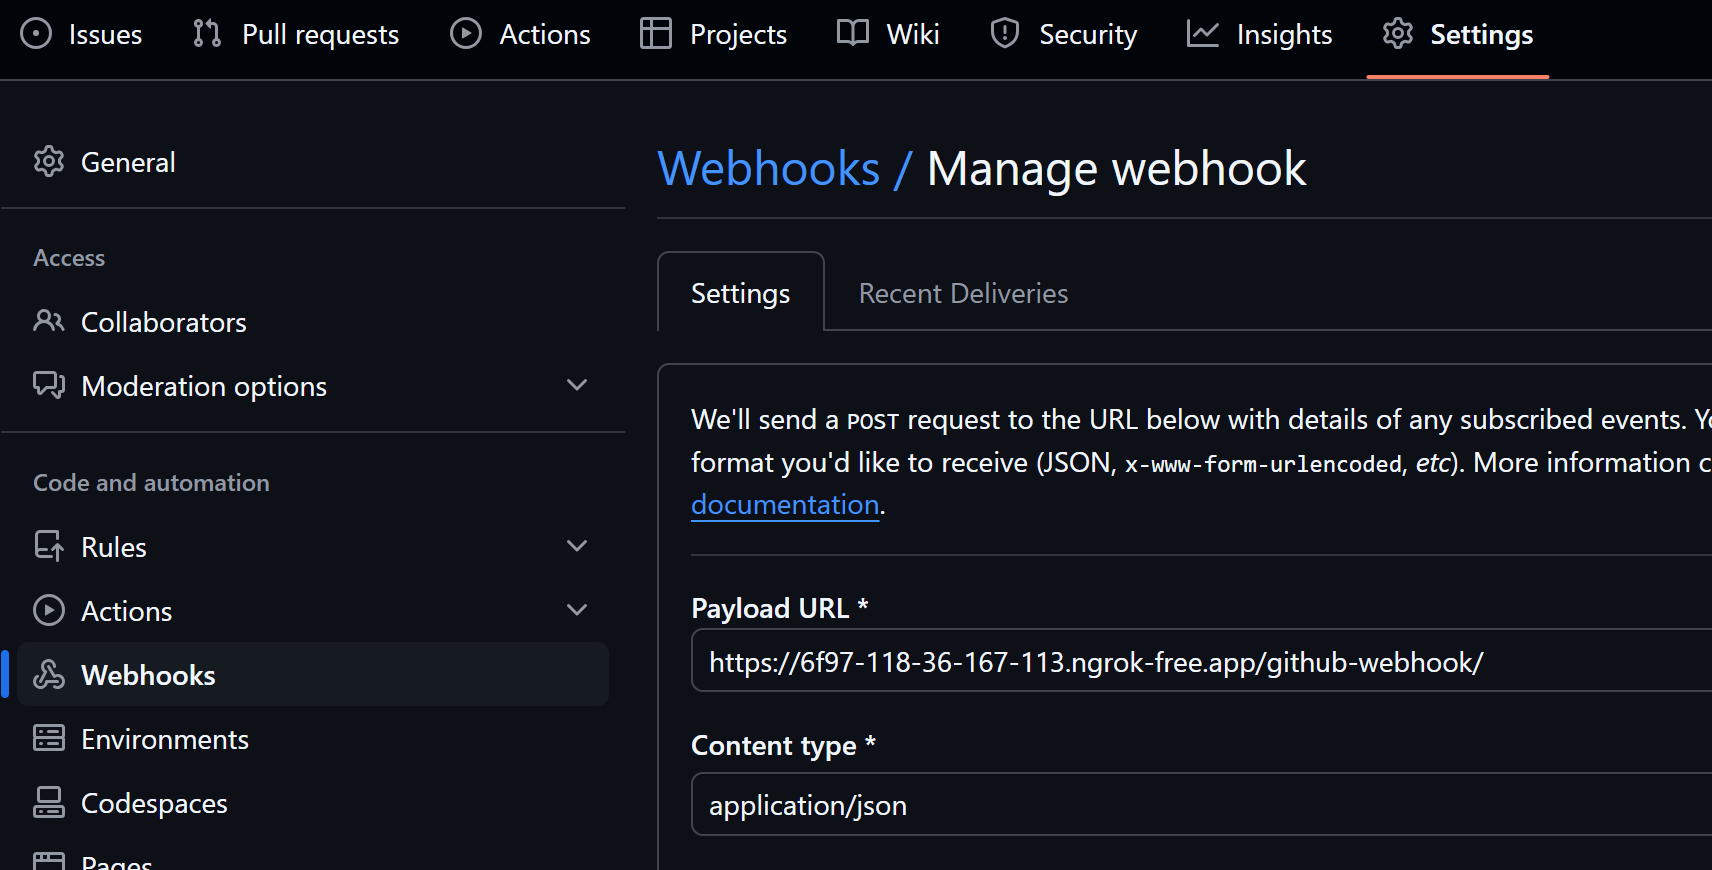 Issues Pull requests Actions Projects Wiki Security Insights Settings
General
Access
Collaborators
Moderation options
Code and automation
Rules
Actions
Webhooks
Environments
Codespaces
Pages
Webhooks / Manage webhook
Settings Recent Deliveries
We'll send a POST request to the URL below with details of any subscribed events.
format you'd like to receive (JSON, x-www-form-urlencoded, etc). More information
documentation.
Payload URL *
https://6f97-118-36-167-113.ngrok-free.app/github-webhook/
Content type *
application/json